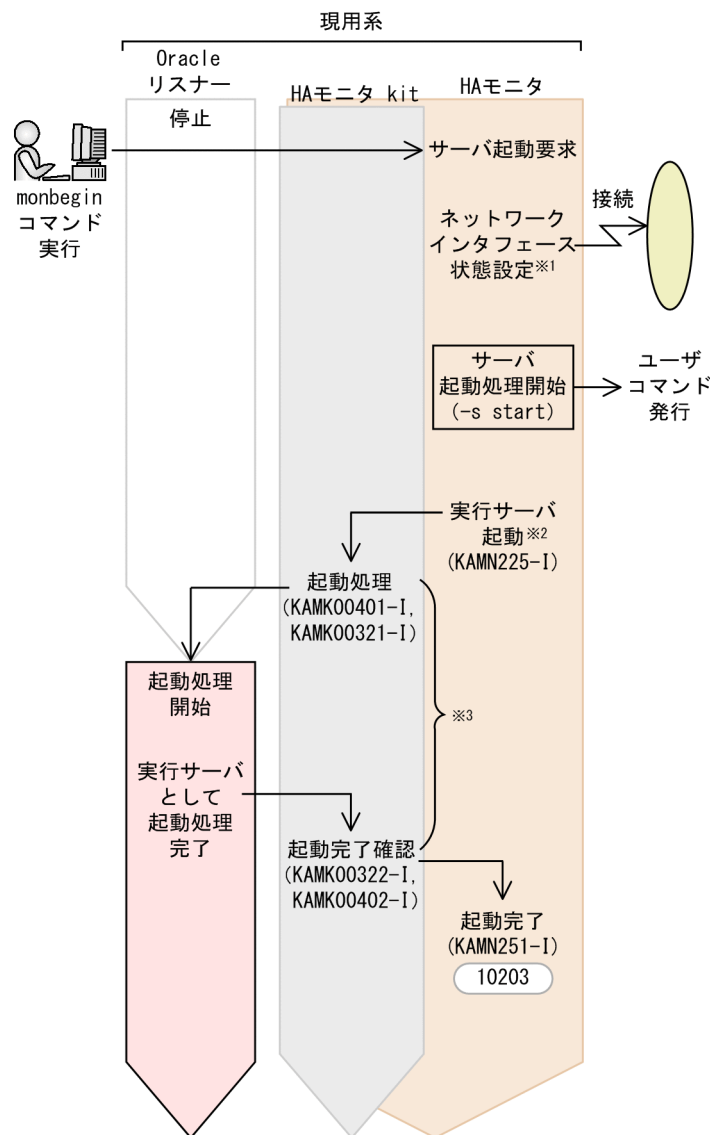 現用系
Oracle
リスナー
HAモニタ kit
HAモニタ
停止
monbegin
コマンド
実行
サーバ起動要求
ネットワーク
インタフェース
状態設定※1
接続
サーバ
起動処理開始
(-s start)
ユーザ
コマンド
発行
実行サーバ
起動※2
(KAMN225-I)
起動処理
(KAMK00401-I,
KAMK00321-I)
起動処理
開始
※3
実行サーバ
として
起動処理
完了
起動完了確認
(KAMK00322-I,
KAMK00402-I)
起動完了
(KAMN251-I)
10203